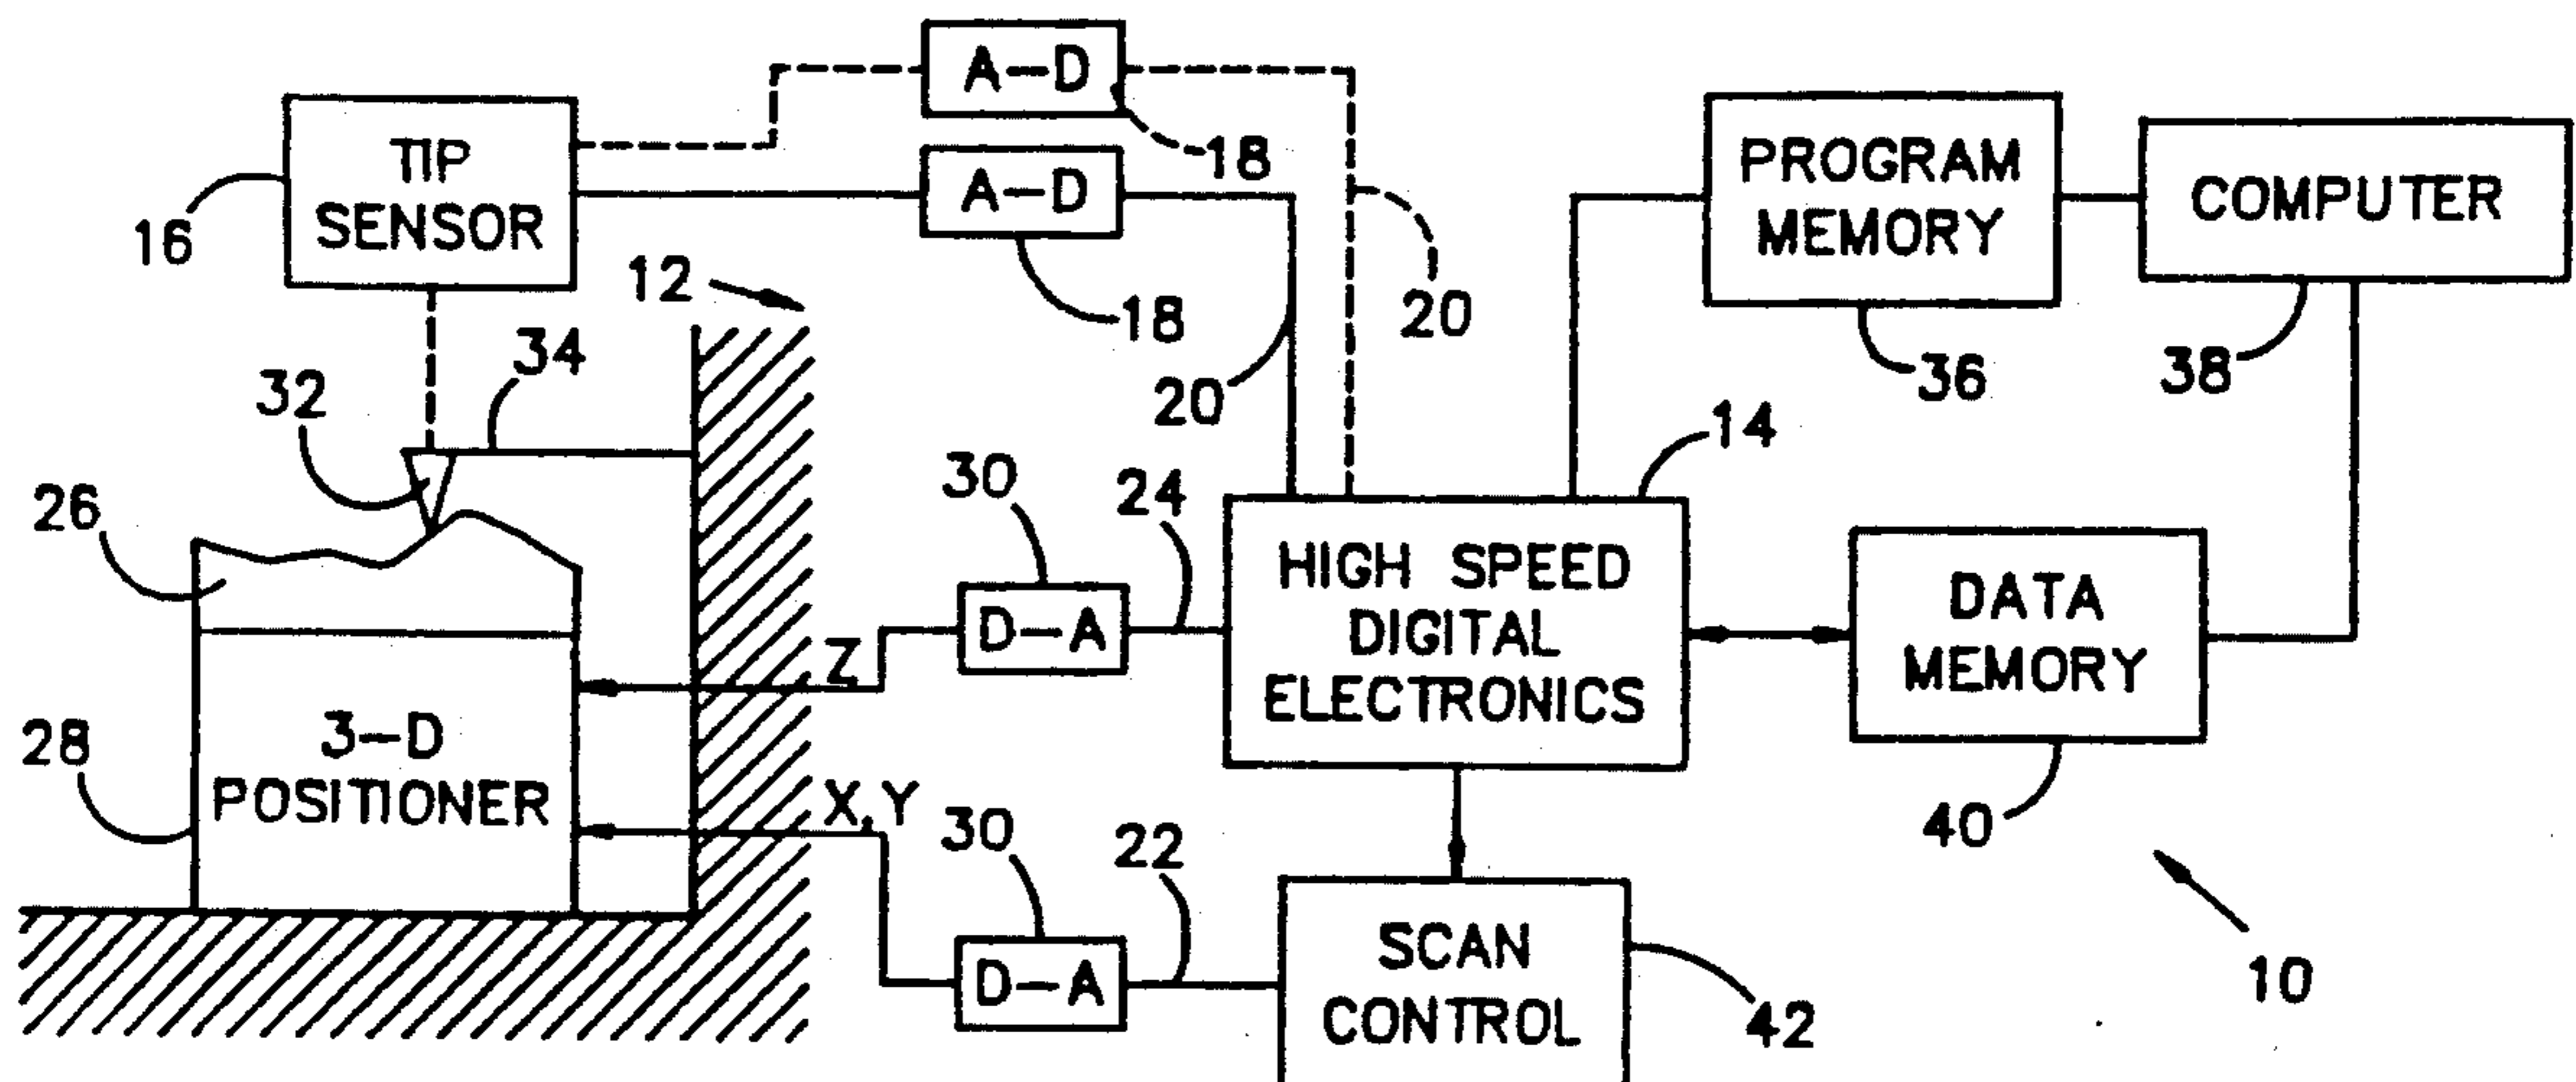 A-D
18
TIP
SENSOR
16
A-D
18
20
20
PROGRAM
MEMORY
36
COMPUTER
38
12
34
32
26
14
30
24
D-A
Z
HIGH SPEED
DIGITAL
ELECTRONICS
DATA
MEMORY
40
3-D
POSITIONER
28
X,Y
30
22
D-A
SCAN
CONTROL
42
10